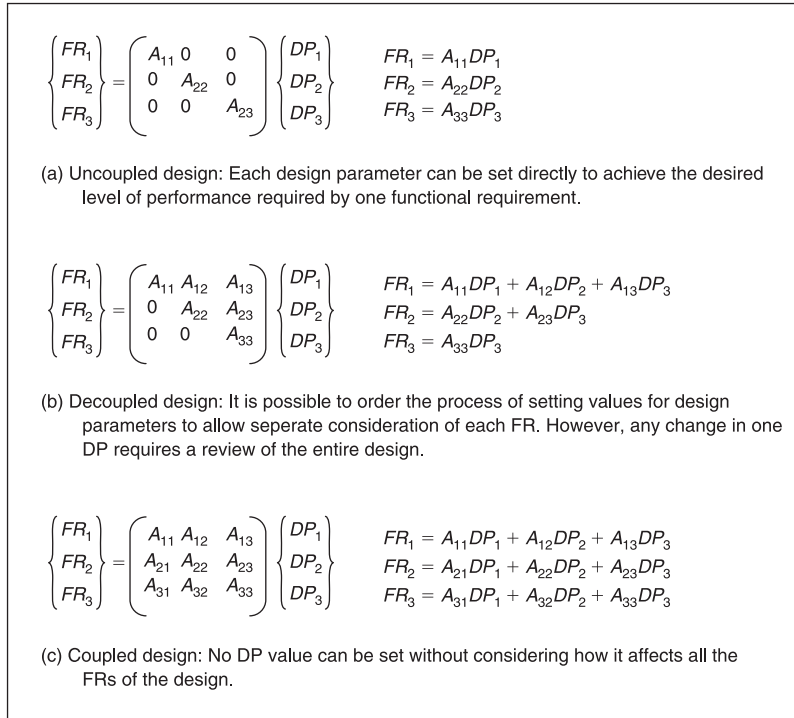 {FR₁ FR₂ FR₃} = (A₁₁ 0 0
0 A₂₂ 0
0 0 A₂₃) {DP₁ DP₂ DP₃}
FR₁ = A₁₁DP₁
FR₂ = A₂₂DP₂
FR₃ = A₃₃DP₃
(a) Uncoupled design: Each design parameter can be set directly to achieve the desired
level of performance required by one functional requirement.
{FR₁ FR₂ FR₃} = (A₁₁ A₁₂ A₁₃
0 A₂₂ A₂₃
0 0 A₃₃) {DP₁ DP₂ DP₃}
FR₁ = A₁₁DP₁ + A₁₂DP₂ + A₁₃DP₃
FR₂ = A₂₂DP₂ + A₂₃DP₃
FR₃ = A₃₃DP₃
(b) Decoupled design: It is possible to order the process of setting values for design
parameters to allow seperate consideration of each FR. However, any change in one
DP requires a review of the entire design.
{FR₁ FR₂ FR₃} = (A₁₁ A₁₂ A₁₃
A₂₁ A₂₂ A₂₃
A₃₁ A₃₂ A₃₃) {DP₁ DP₂ DP₃}
FR₁ = A₁₁DP₁ + A₁₂DP₂ + A₁₃DP₃
FR₂ = A₂₁DP₁ + A₂₂DP₂ + A₂₃DP₃
FR₃ = A₃₁DP₁ + A₃₂DP₂ + A₃₃DP₃
(c) Coupled design: No DP value can be set without considering how it affects all the
FRs of the design.